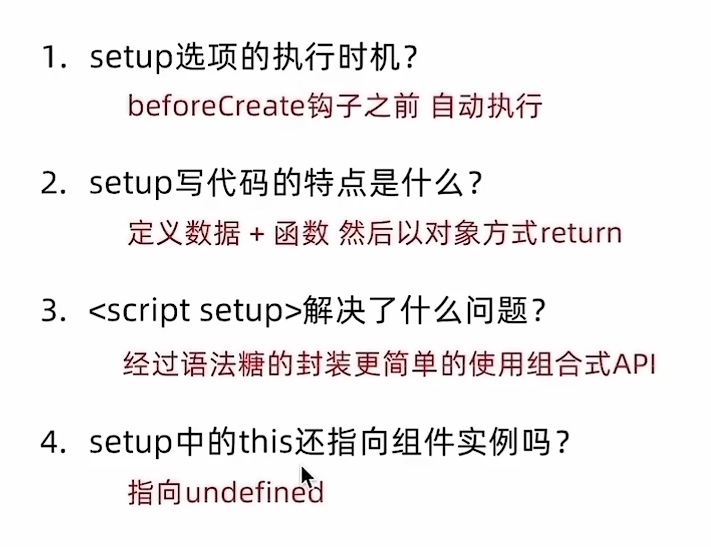 1. setup选项的执行时机？
beforeCreate钩子之前 自动执行
2. setup写代码的特点是什么？
定义数据 + 函数 然后以对象方式return
3. <script setup>解决了什么问题？
经过语法糖的封装更简单的使用组合式API
4. setup中的this还指向组件实例吗？
指向undefined